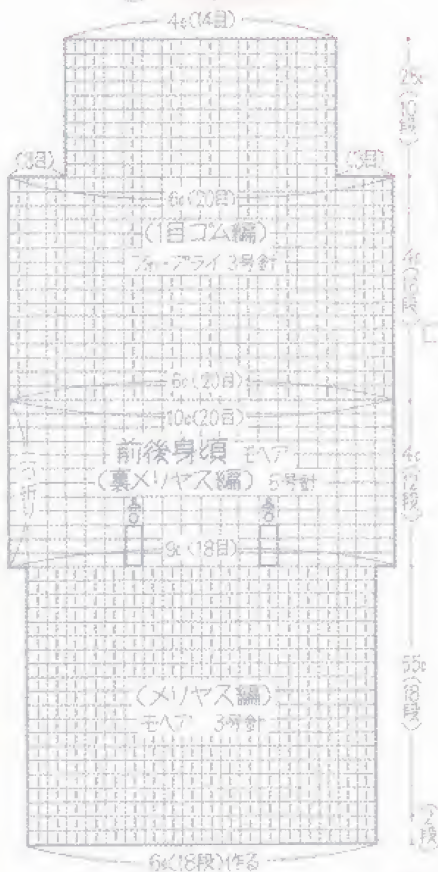 4c(14目)
2.5c(10段)
(3目)
(3目)
6c(20目)
(1目ゴム編)
3号針
6c(20目)
10c(20目)
前後身頃 モヘア
(裏メリヤス編) 5号針
二つ折り
4c(12段)
9c(18目)
(メリヤス編)
モヘア 3号針
5.5c(18段)
(2段)
6c(18段)作る